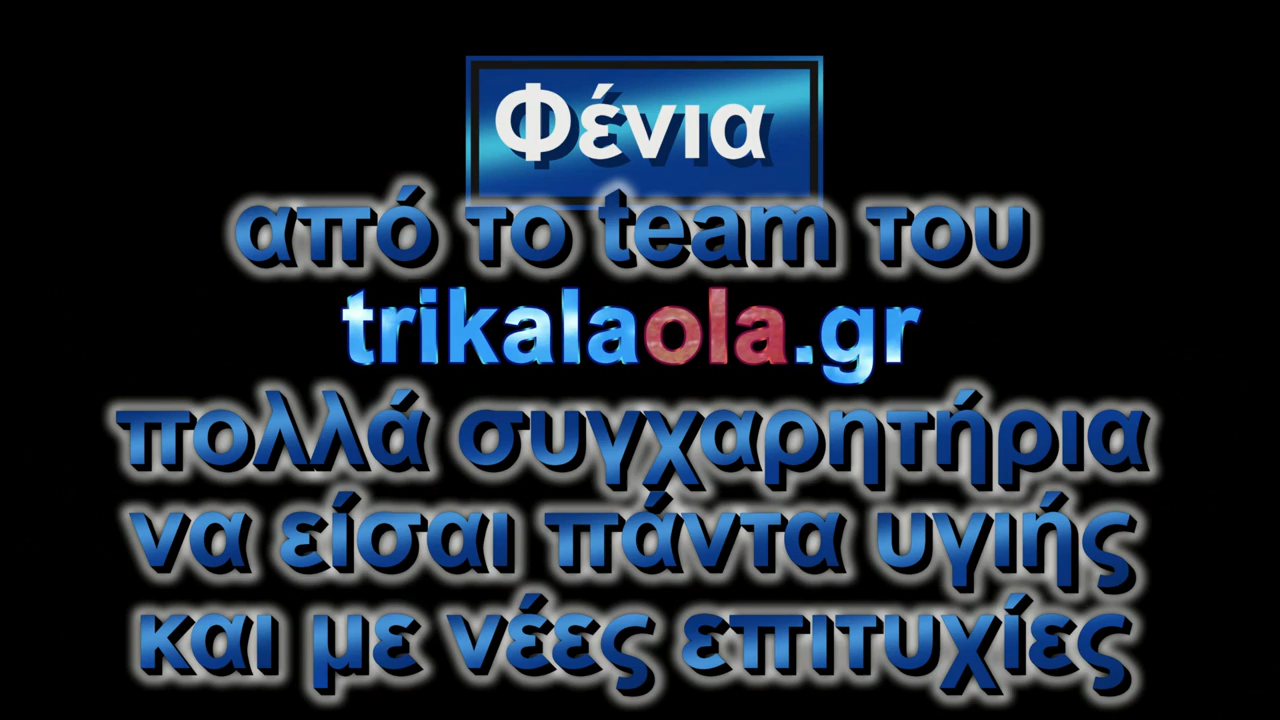 Φένια
από το team του
trikalaola.gr
πολλά συγχαρητήρια
να είσαι πάντα υγιής
και με νέες επιτυχίες